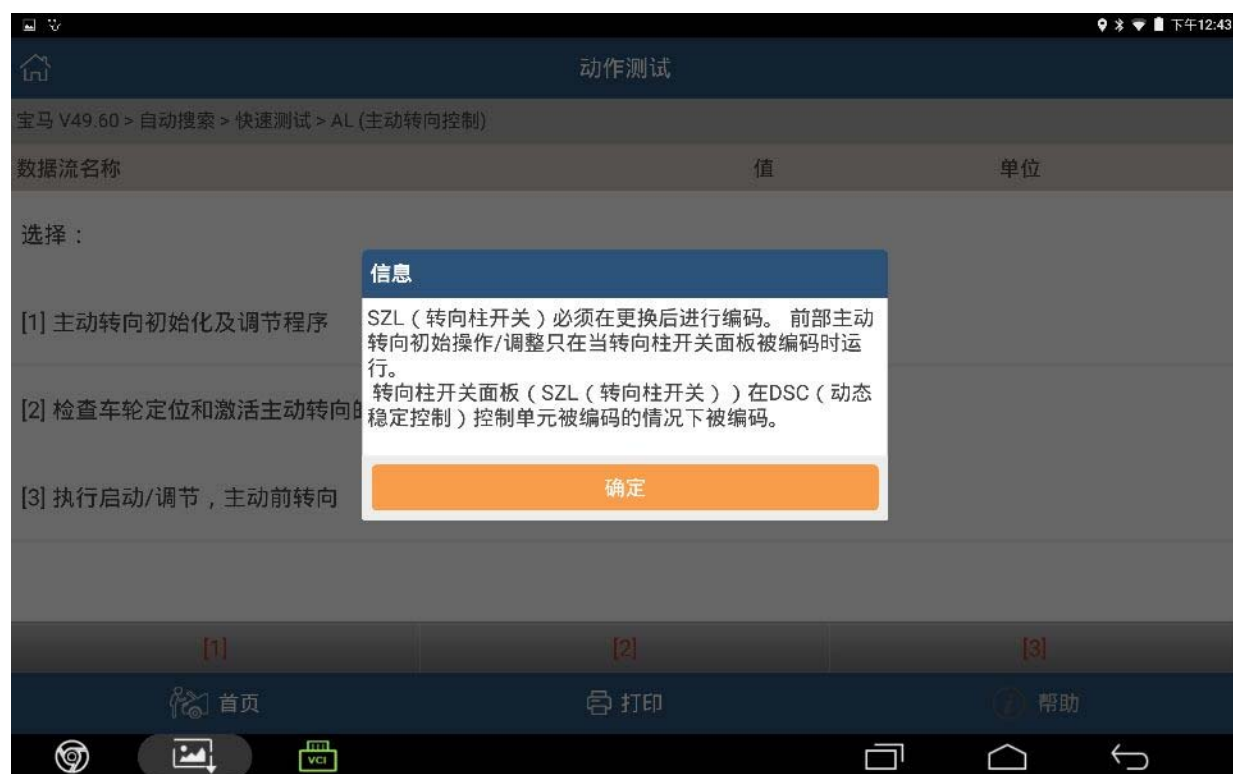 下午12:43
动作测试
宝马 V49.60 > 自动搜索 > 快速测试 > AL (主动转向控制)
数据流名称 值 单位
选择：
信息
SZL（转向柱开关）必须在更换后进行编码。 前部主动
转向初始操作/调整只在当转向柱开关面板被编码时运
行。
转向柱开关面板（SZL（转向柱开关））在DSC（动态
稳定控制）控制单元被编码的情况下被编码。
确定
[1] 主动转向初始化及调节程序
[2] 检查车轮定位和激活主动转向
[3] 执行启动/调节，主动前转向
[1] [2] [3]
首页 打印 帮助
VCI